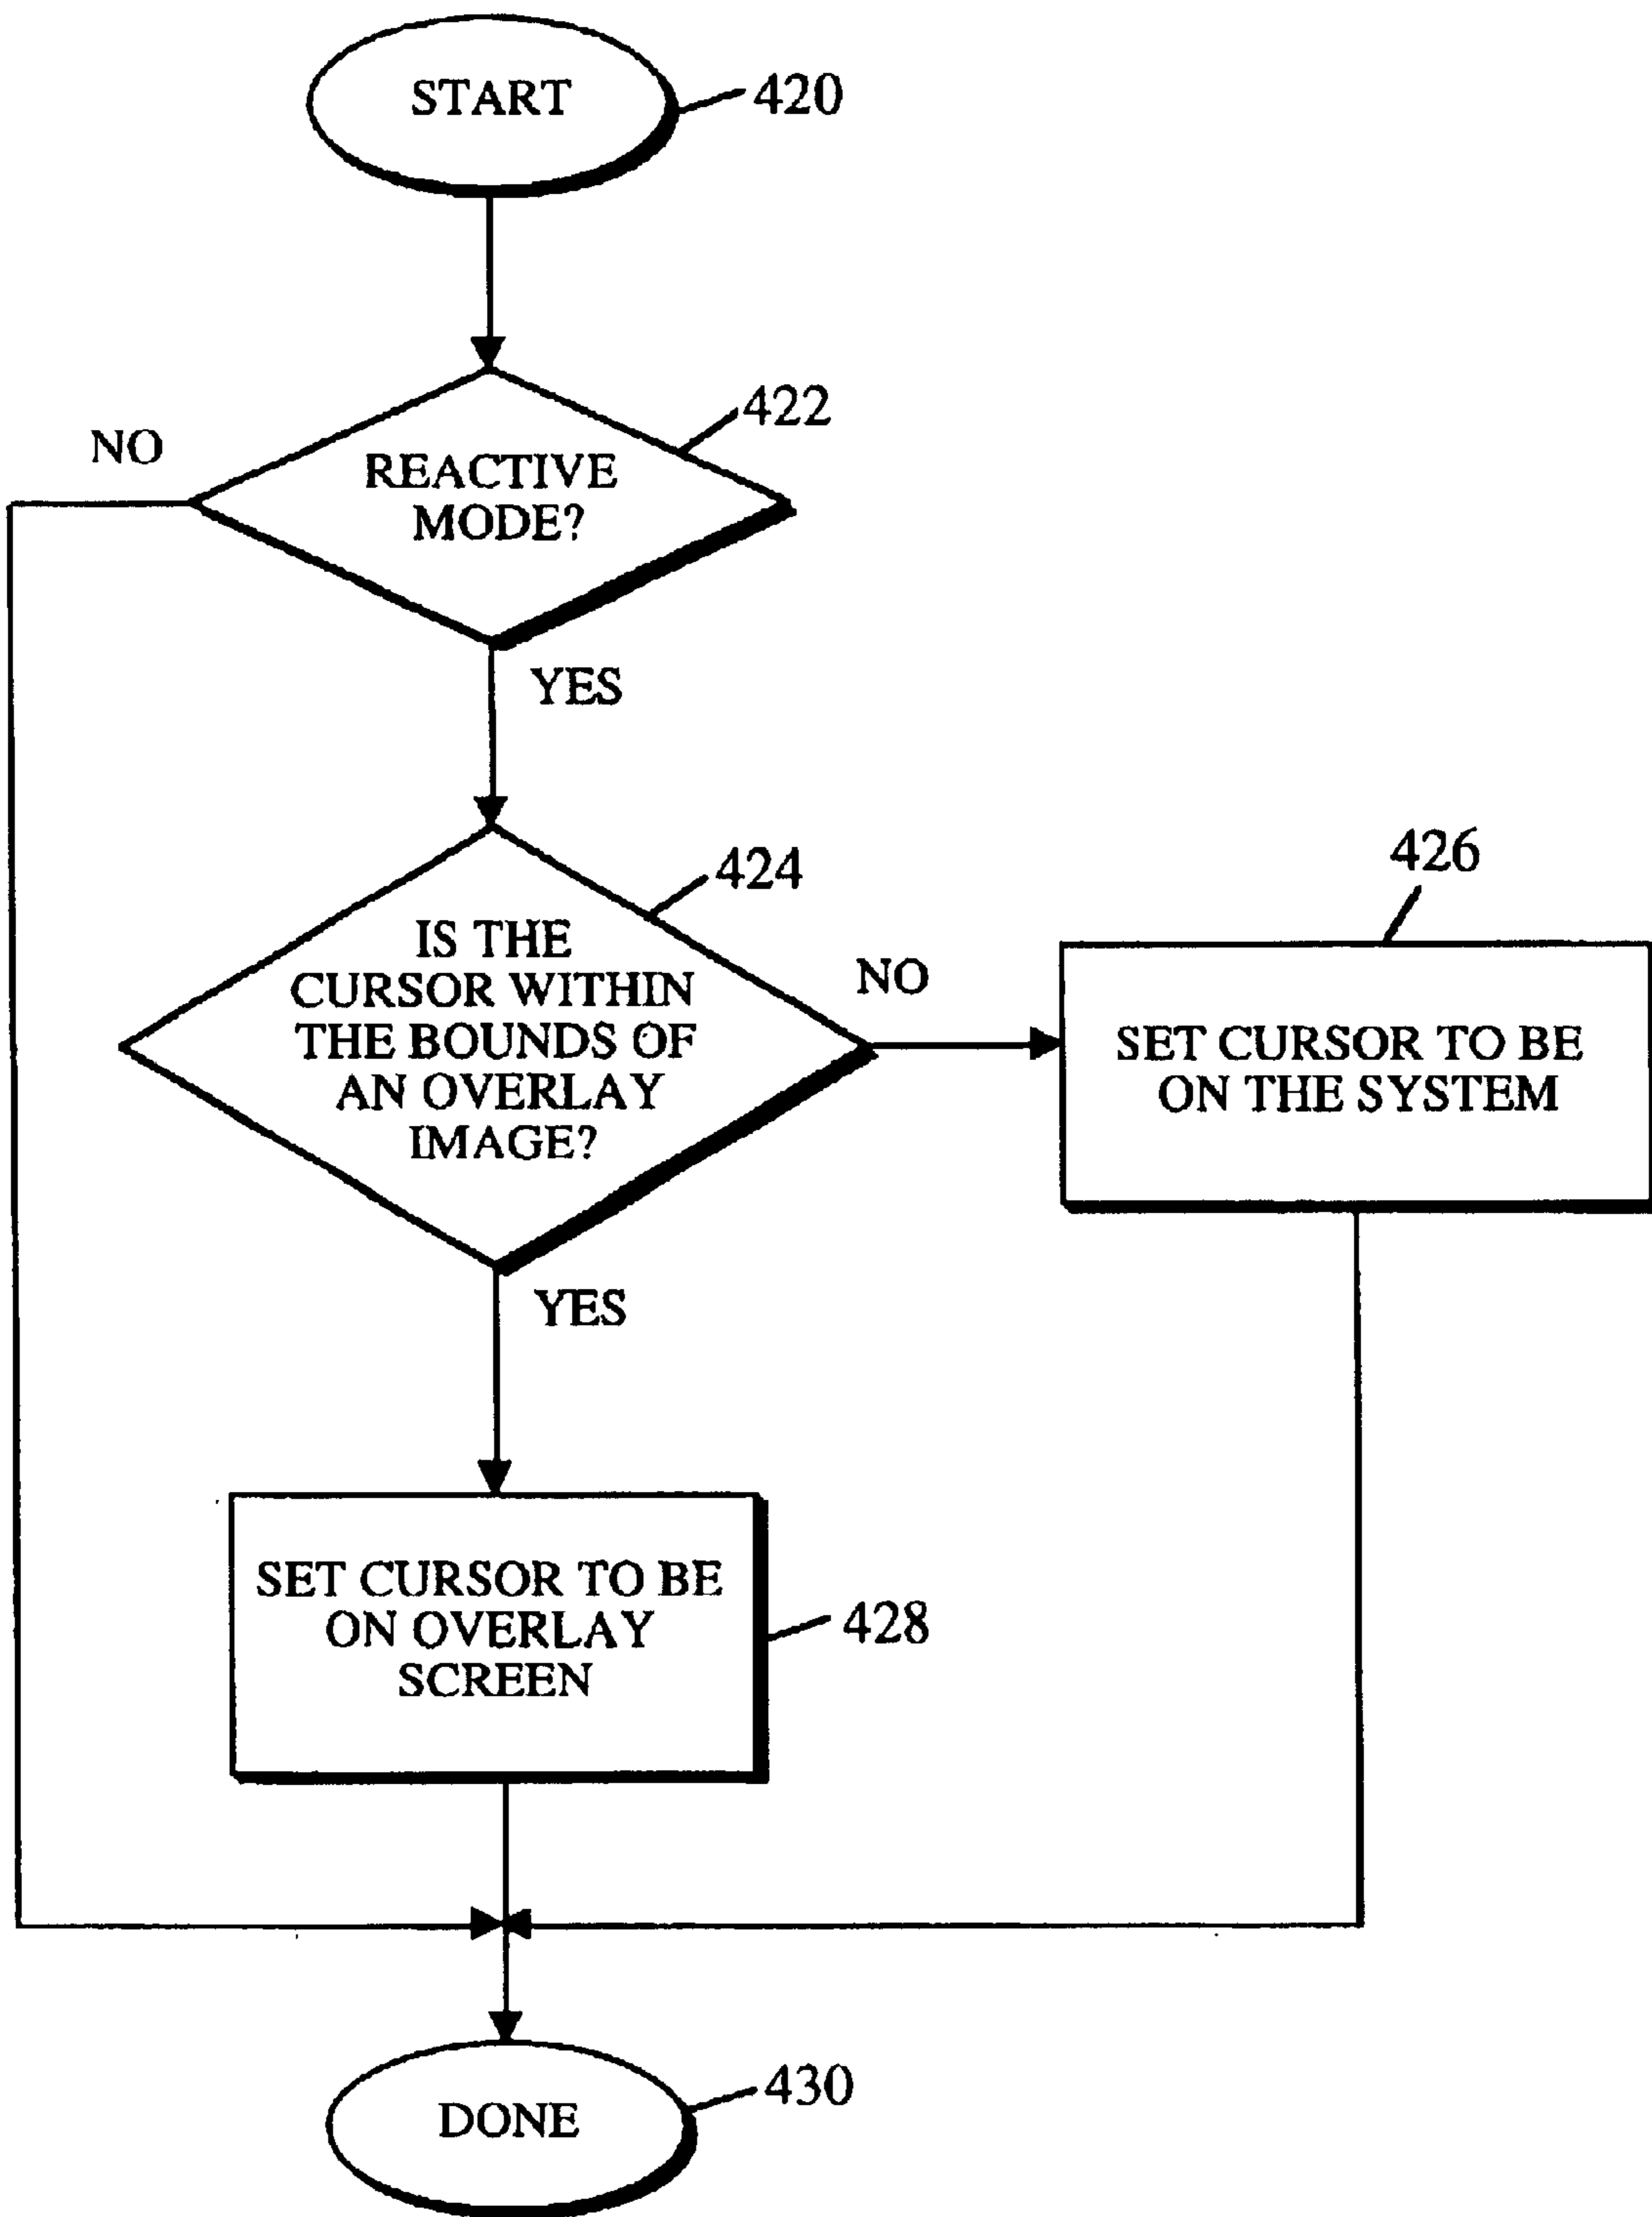 START
420
422
NO
REACTIVE
MODE?
YES
424
426
IS THE
CURSOR WITHIN
THE BOUNDS OF
AN OVERLAY
IMAGE?
NO
SET CURSOR TO BE
ON THE SYSTEM
YES
SET CURSOR TO BE
ON OVERLAY
SCREEN
428
DONE
430